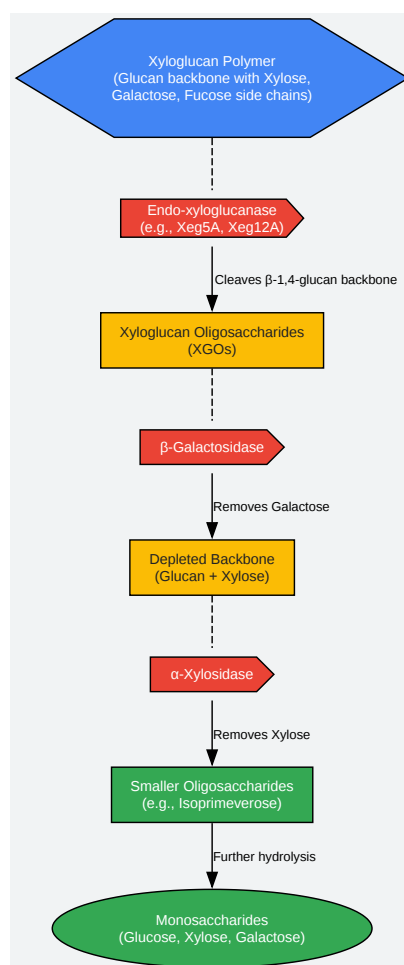 Xyloglucan Polymer
(Glucan backbone with Xylose,
Galactose, Fucose side chains)
Endo-xyloglucanase
(e.g., Xeg5A, Xeg12A)
Cleaves β-1,4-glucan backbone
Xyloglucan Oligosaccharides
(XGOs)
β-Galactosidase
Removes Galactose
Depleted Backbone
(Glucan + Xylose)
α-Xylosidase
Removes Xylose
Smaller Oligosaccharides
(e.g., Isoprimeverose)
Further hydrolysis
Monosaccharides
(Glucose, Xylose, Galactose)